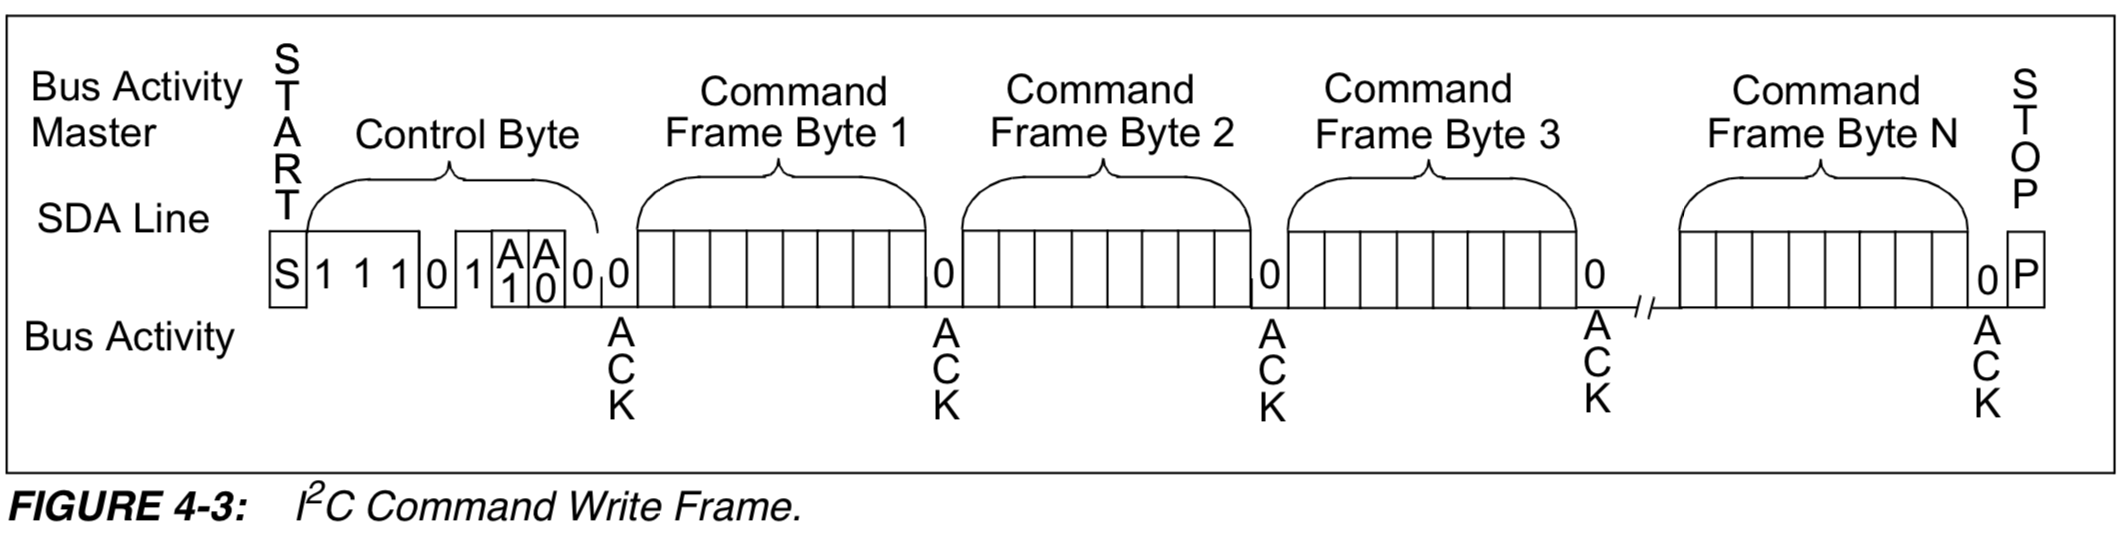 Bus Activity
Master
START
Control Byte
Command
Frame Byte 1
Command
Frame Byte 2
Command
Frame Byte 3
Command
Frame Byte N
STOP
SDA Line
S 1 1 1 0 1 A1 A0 0 0 0 0 0 0 P
Bus Activity
ACK
ACK
ACK
ACK
ACK
FIGURE 4-3: I²C Command Write Frame.